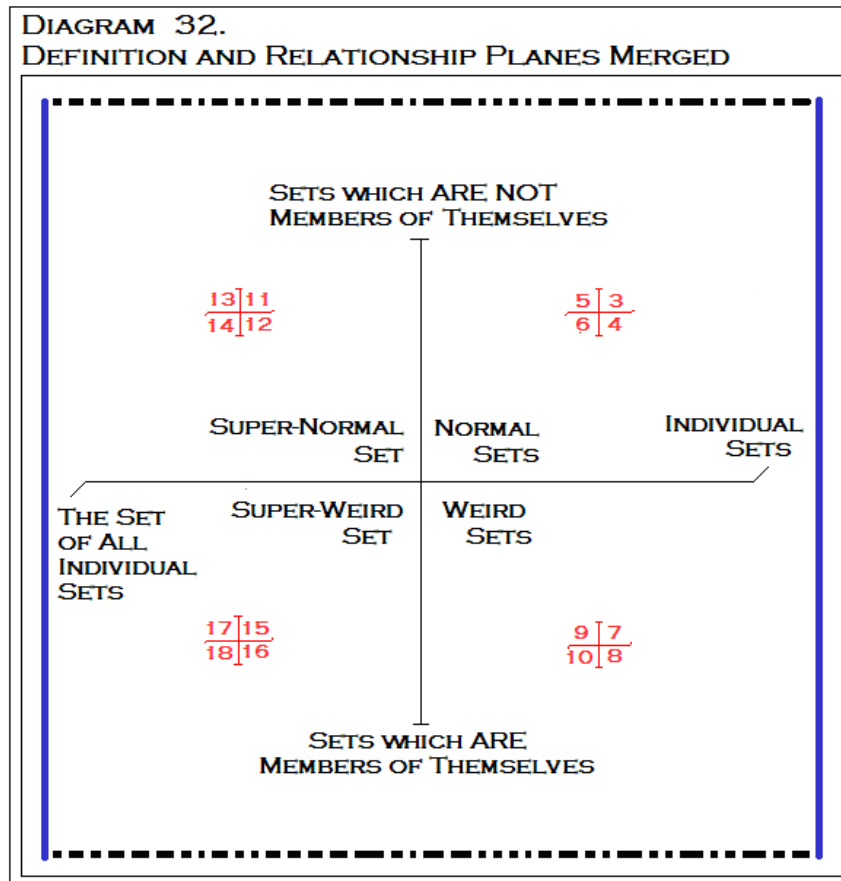 Diagram 32.
Definition and Relationship Planes Merged
Sets which ARE NOT
Members of Themselves
13 11
14 12
5 3
6 4
Super-Normal
Set
Normal
Sets
Individual
Sets
The Set
of All
Individual
Sets
Super-Weird
Set
Weird
Sets
17 15
18 16
9 7
10 8
Sets which ARE
Members of Themselves